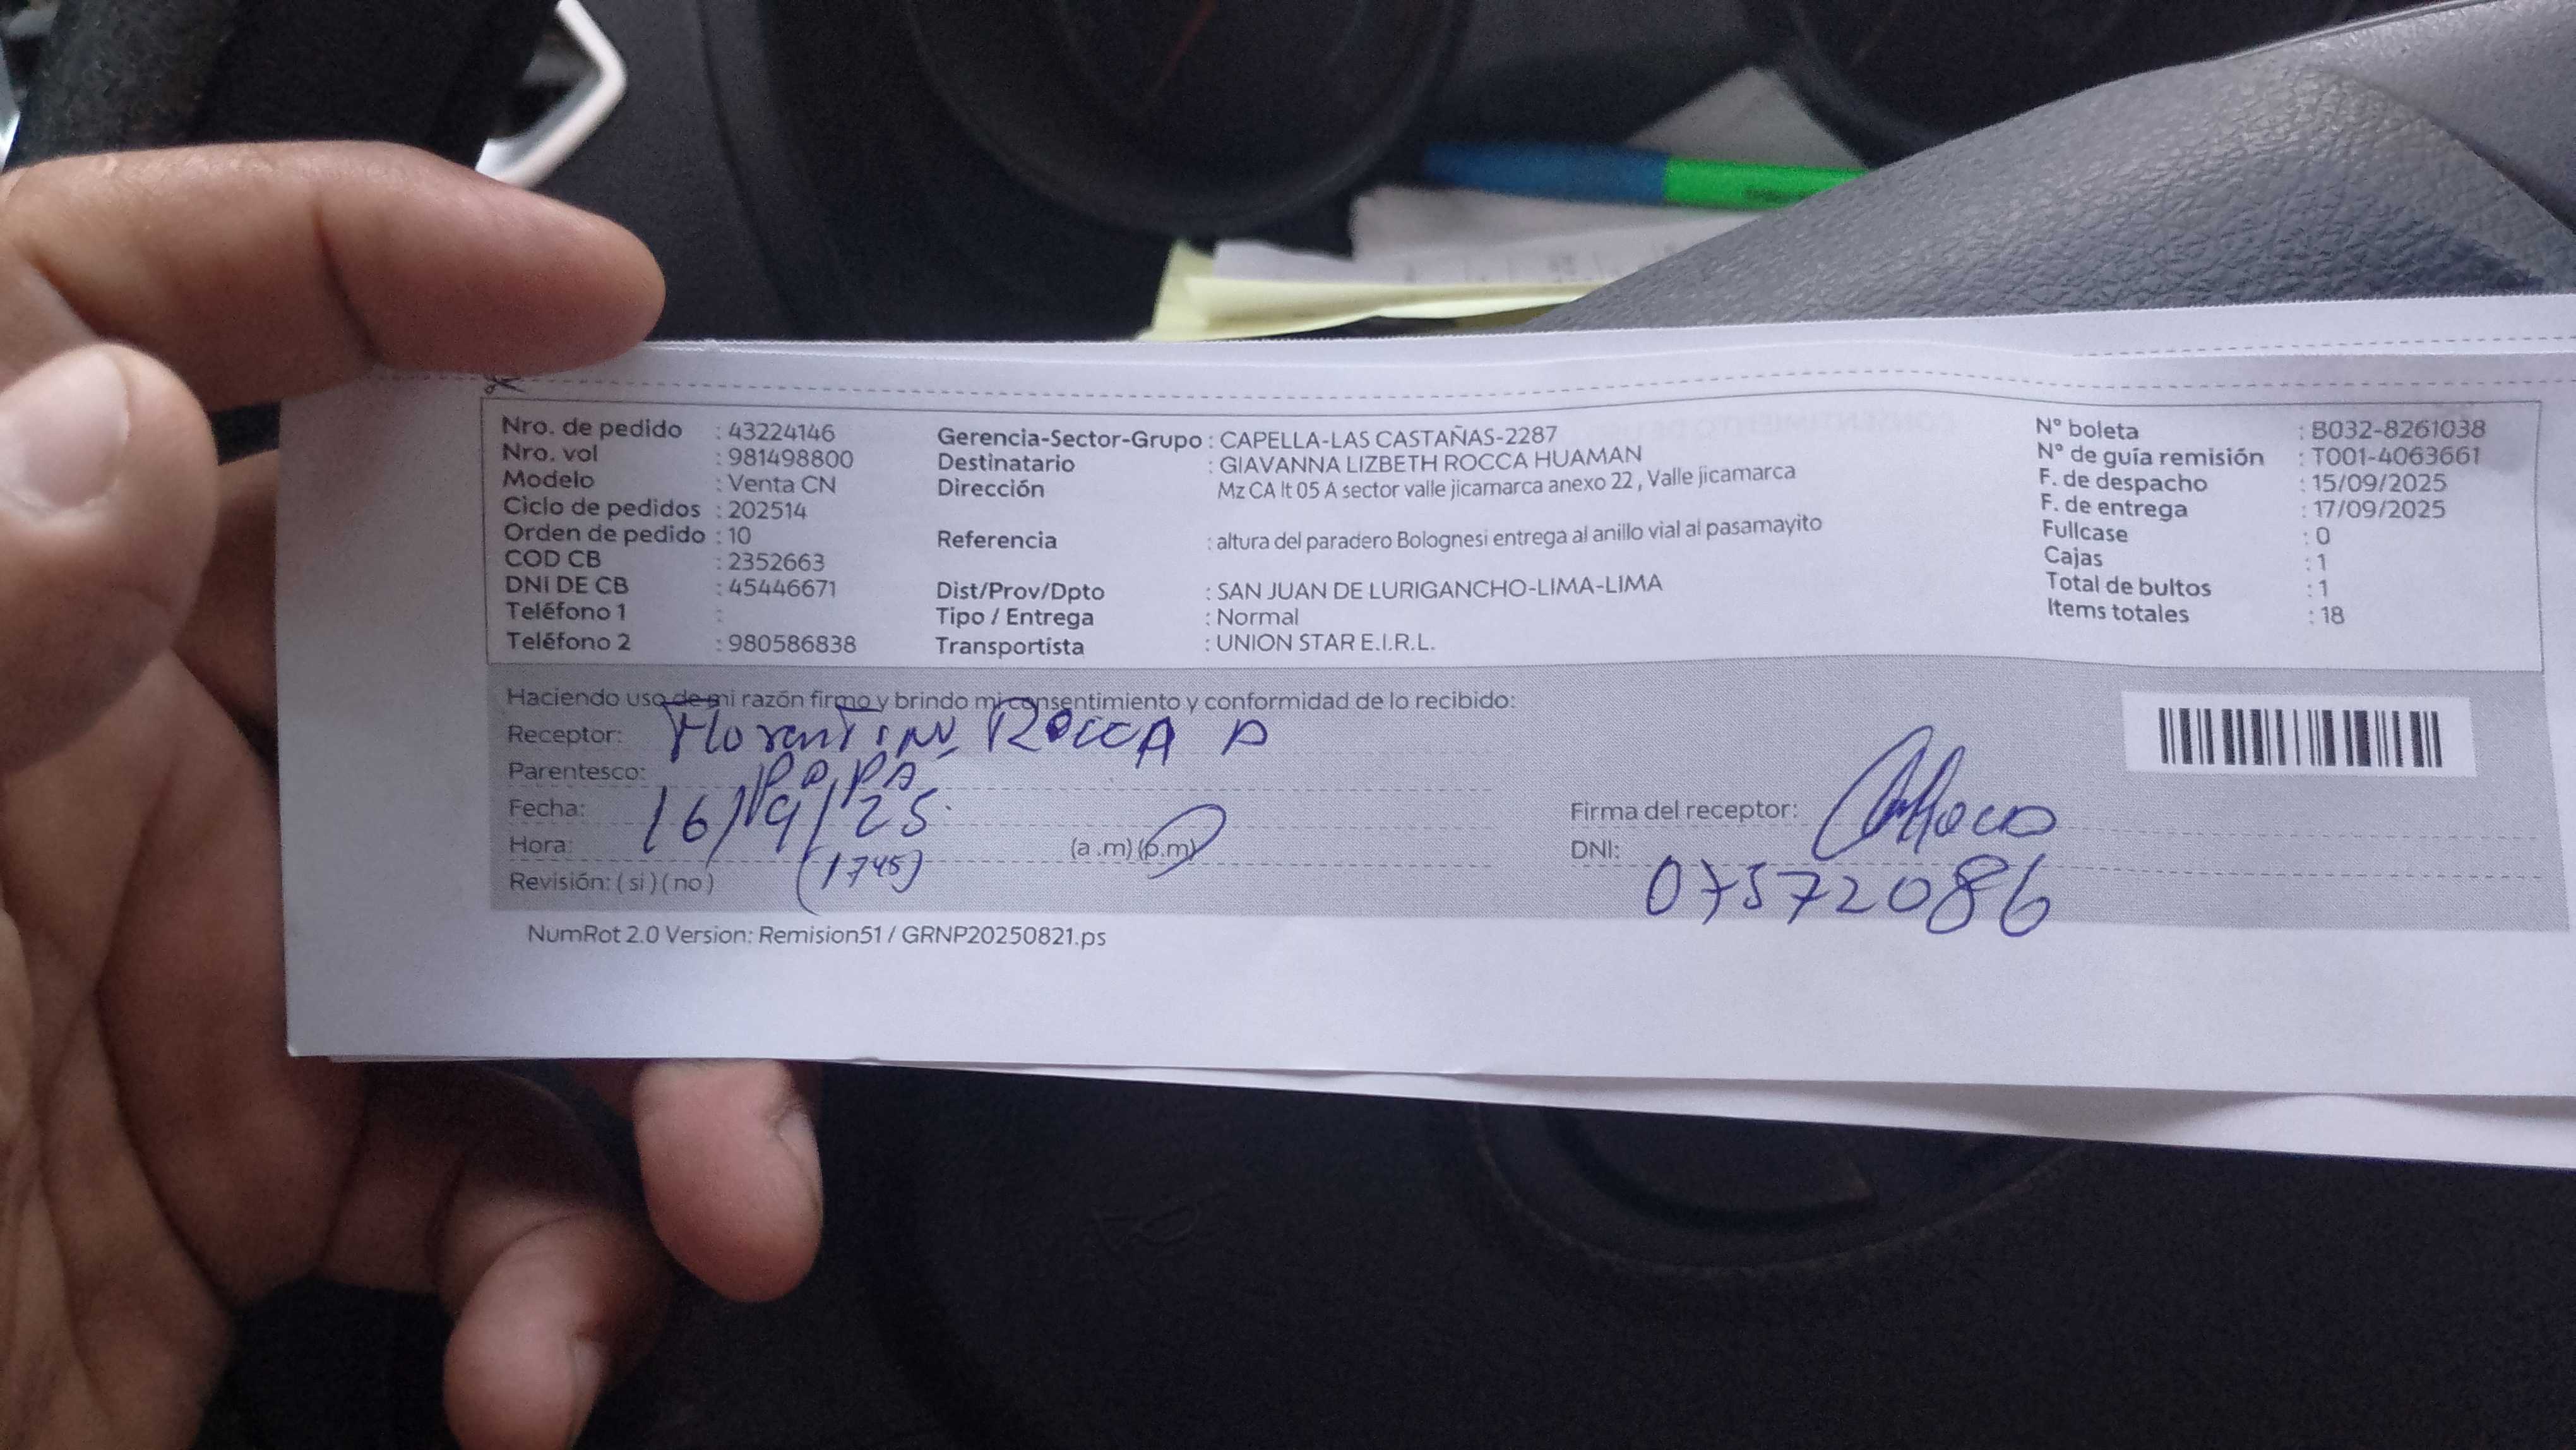 Nro. de pedido : 43224146
Nro. vol : 981498800
Modelo : Venta CN
Ciclo de pedidos : 202514
Orden de pedido : 10
COD CB : 2352663
DNI DE CB : 45446671
Teléfono 1 :
Teléfono 2 : 980586838
Gerencia-Sector-Grupo : CAPELLA-LAS CASTAÑAS-2287
Destinatario : GIAVANNA LIZBETH ROCCA HUAMAN
Dirección Mz CA lt 05 A sector valle jicamarca anexo 22 , Valle jicamarca
Referencia : altura del paradero Bolognesi entrega al anillo vial al pasamayito
Dist/Prov/Dpto : SAN JUAN DE LURIGANCHO-LIMA-LIMA
Tipo / Entrega : Normal
Transportista : UNION STAR E.I.R.L.
N° boleta : B032-8261038
N° de guía remisión : T001-4063661
F. de despacho : 15/09/2025
F. de entrega : 17/09/2025
Fullcase : 0
Cajas : 1
Total de bultos : 1
Items totales : 18
Haciendo uso de mi razón firmo y brindo mi consentimiento y conformidad de lo recibido:
Receptor: Florentino ROCCA A
Parentesco: PAPA
Fecha: 16/9/25
Hora: (1745) (a .m) (p.m)
Revisión: ( si ) ( no )
Firma del receptor:
DNI: 07572086
NumRot 2.0 Version: Remision51 / GRNP20250821.ps